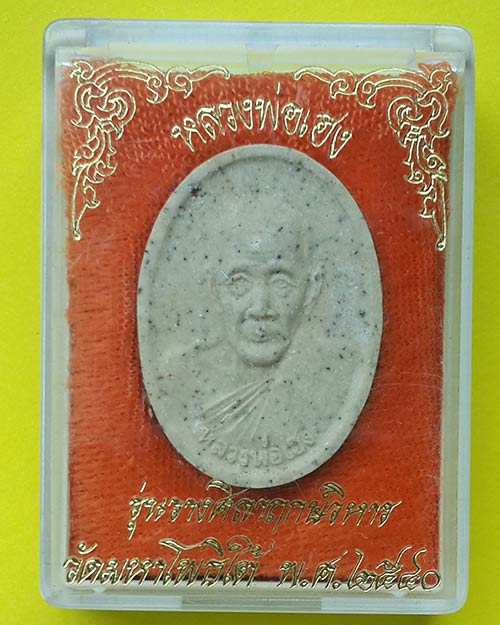 หลวงพ่อเฮง
หลวงพ่อเฮง
รุ่นวางศิลาฤกษ์วิหาร
วัดมหาโพธิใต้ พ.ศ.๒๕๔๐